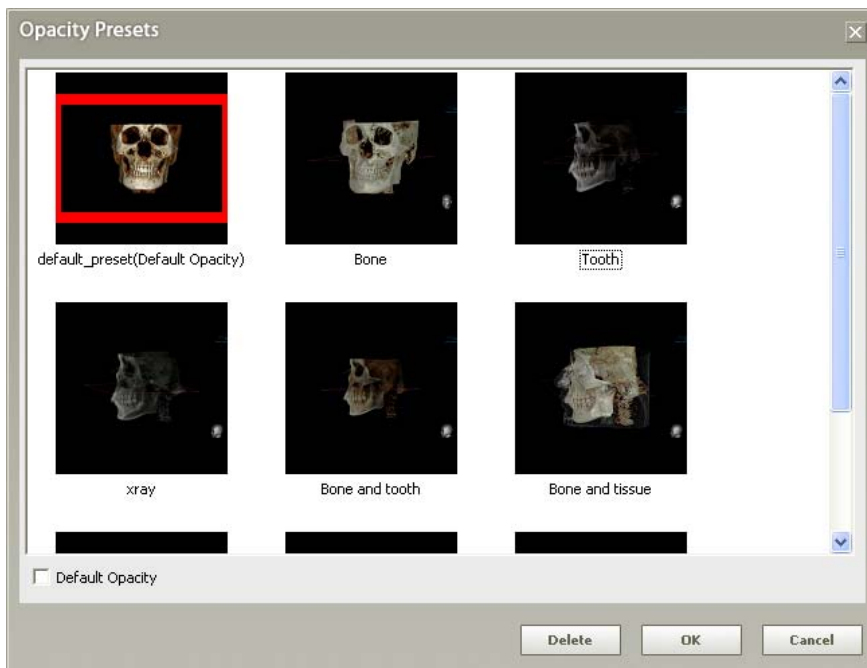 Opacity Presets
default_preset(Default Opacity)
Bone
Tooth
xray
Bone and tooth
Bone and tissue
Default Opacity
Delete
OK
Cancel